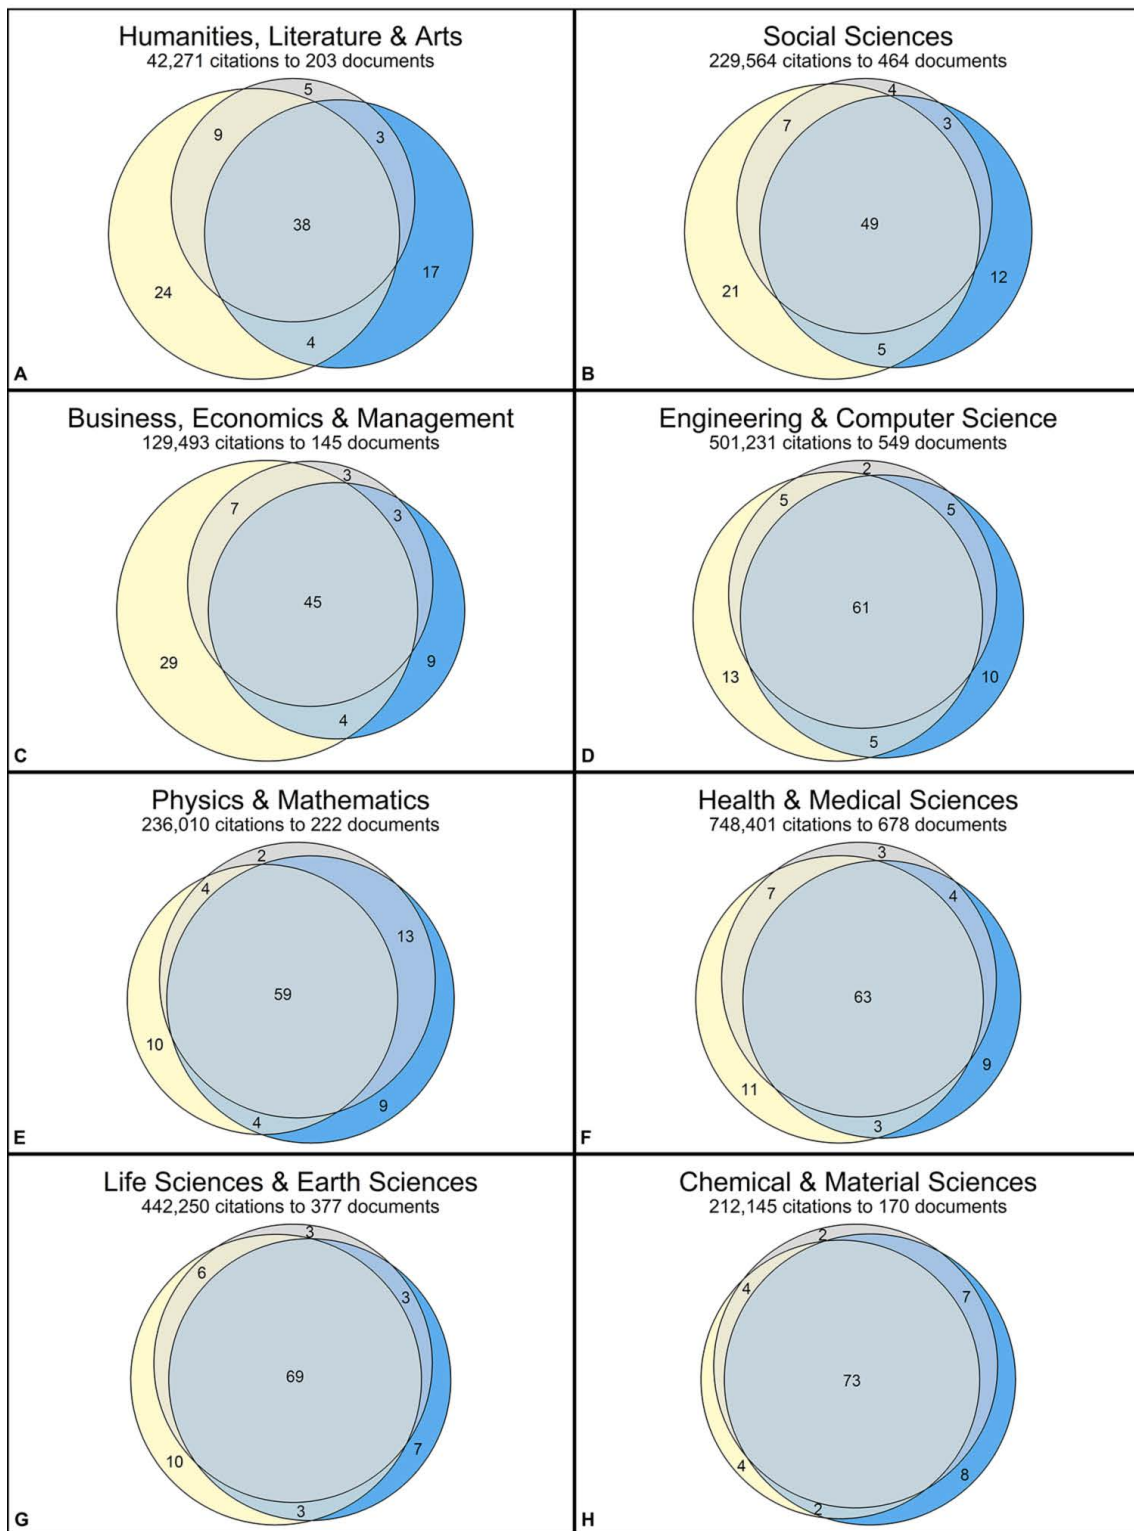 Humanities, Literature & Arts
42,271 citations to 203 documents
5
9
3
38
17
24
4
A
Social Sciences
229,564 citations to 464 documents
4
7
3
49
12
21
5
B
Business, Economics & Management
129,493 citations to 145 documents
3
7
3
45
29
9
4
C
Engineering & Computer Science
501,231 citations to 549 documents
2
5
5
61
13
10
5
D
Physics & Mathematics
236,010 citations to 222 documents
2
4
13
59
10
9
4
E
Health & Medical Sciences
748,401 citations to 678 documents
3
7
4
63
11
9
3
F
Life Sciences & Earth Sciences
442,250 citations to 377 documents
3
6
3
69
7
10
3
G
Chemical & Material Sciences
212,145 citations to 170 documents
2
4
7
73
4
8
2
H